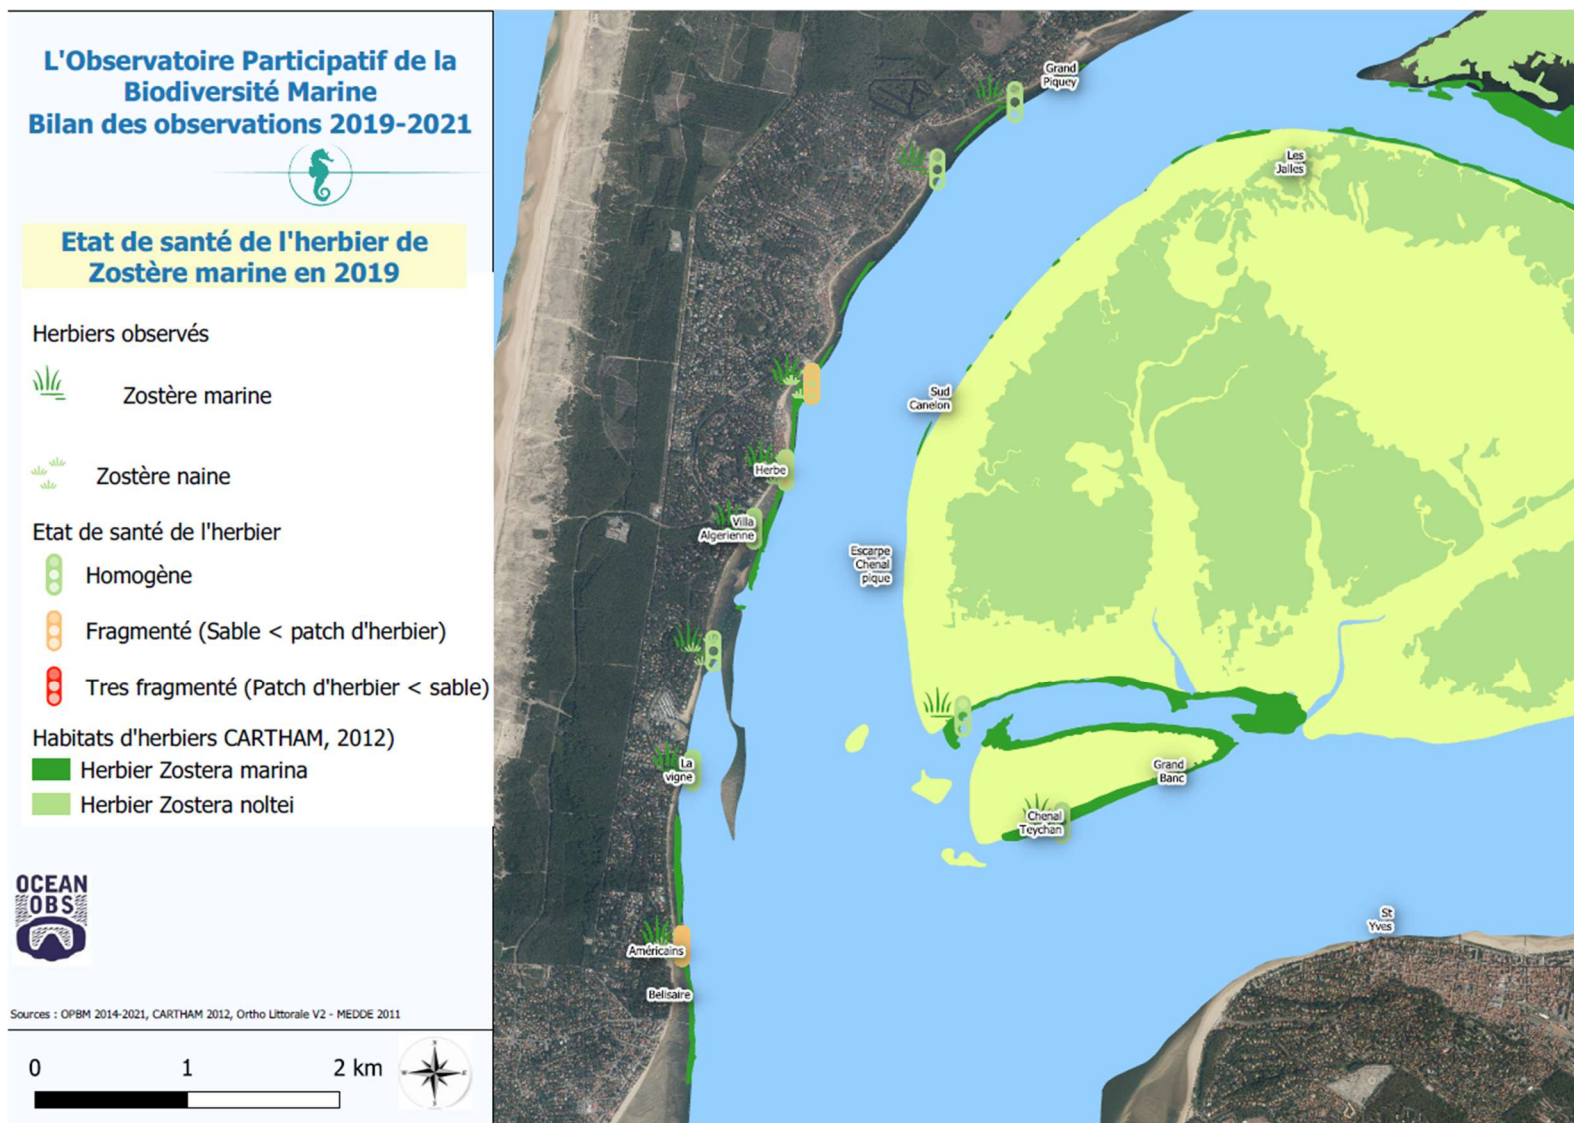 L'Observatoire Participatif de la
Biodiversité Marine
Bilan des observations 2019-2021
Etat de santé de l'herbier de
Zostère marine en 2019
Herbiers observés
Zostère marine
Zostère naine
Etat de santé de l'herbier
Homogène
Fragmenté (Sable < patch d'herbier)
Tres fragmenté (Patch d'herbier < sable)
Habitats d'herbiers CARTHAM, 2012)
Herbier Zostera marina
Herbier Zostera noltei
OCEAN
OBS
Sources : OPBM 2014-2021, CARTHAM 2012, Ortho Littorale V2 - MEDDE 2011
0 1 2 km
N
W E
S
Grand
Piquey
Les
Jalles
Sud
Canelon
Herbe
Villa
Algerienne
Escarpe
Chenal
pique
La
vigne
Grand
Banc
Chenal
Teychan
St
Yves
Américains
Belisaire